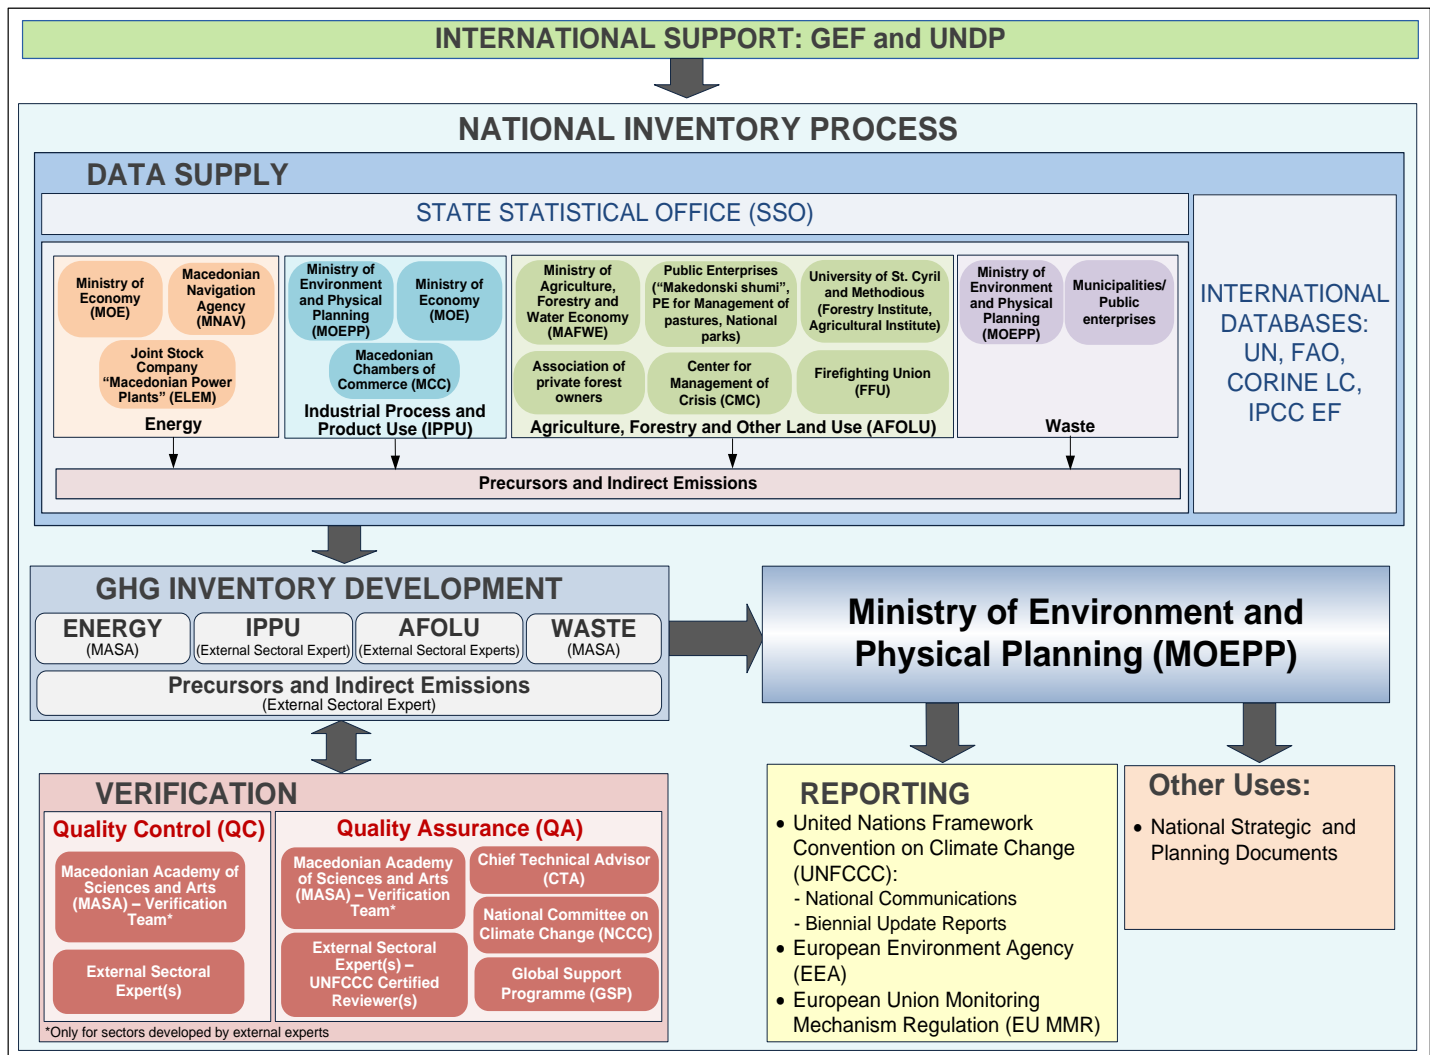 INTERNATIONAL SUPPORT: GEF and UNDP
NATIONAL INVENTORY PROCESS
DATA SUPPLY
STATE STATISTICAL OFFICE (SSO)
Ministry of
Economy
(MOE)
Macedonian
Navigation
Agency
(MNAV)
Joint Stock
Company
“Macedonian Power
Plants” (ELEM)
Energy
Ministry of
Environment
and Physical
Planning
(MOEPP)
Ministry of
Economy
(MOE)
Macedonian
Chambers of
Commerce (MCC)
Industrial Process and
Product Use (IPPU)
Ministry of
Agriculture,
Forestry and
Water Economy
(MAFWE)
Public Enterprises
(“Makedonski shumi”,
PE for Management of
pastures, National
parks)
University of St. Cyril
and Methodious
(Forestry Institute,
Agricultural Institute)
Association of
private forest
owners
Center for
Management of
Crisis (CMC)
Firefighting Union
(FFU)
Agriculture, Forestry and Other Land Use (AFOLU)
Ministry of
Environment
and Physical
Planning
(MOEPP)
Municipalities/
Public
enterprises
Waste
Precursors and Indirect Emissions
INTERNATIONAL
DATABASES:
UN, FAO,
CORINE LC,
IPCC EF
GHG INVENTORY DEVELOPMENT
ENERGY
(MASA)
IPPU
(External Sectoral Expert)
AFOLU
(External Sectoral Experts)
WASTE
(MASA)
Precursors and Indirect Emissions
(External Sectoral Expert)
Ministry of Environment and
Physical Planning (MOEPP)
VERIFICATION
Quality Control (QC)
Macedonian Academy of
Sciences and Arts
(MASA) – Verification
Team*
External Sectoral
Expert(s)
Quality Assurance (QA)
Macedonian Academy
of Sciences and Arts
(MASA) – Verification
Team*
External Sectoral
Expert(s) –
UNFCCC Certified
Reviewer(s)
Chief Technical Advisor
(CTA)
National Committee on
Climate Change (NCCC)
Global Support
Programme (GSP)
*Only for sectors developed by external experts
REPORTING
• United Nations Framework
Convention on Climate Change
(UNFCCC):
- National Communications
- Biennial Update Reports
• European Environment Agency
(EEA)
• European Union Monitoring
Mechanism Regulation (EU MMR)
Other Uses:
• National Strategic and
Planning Documents